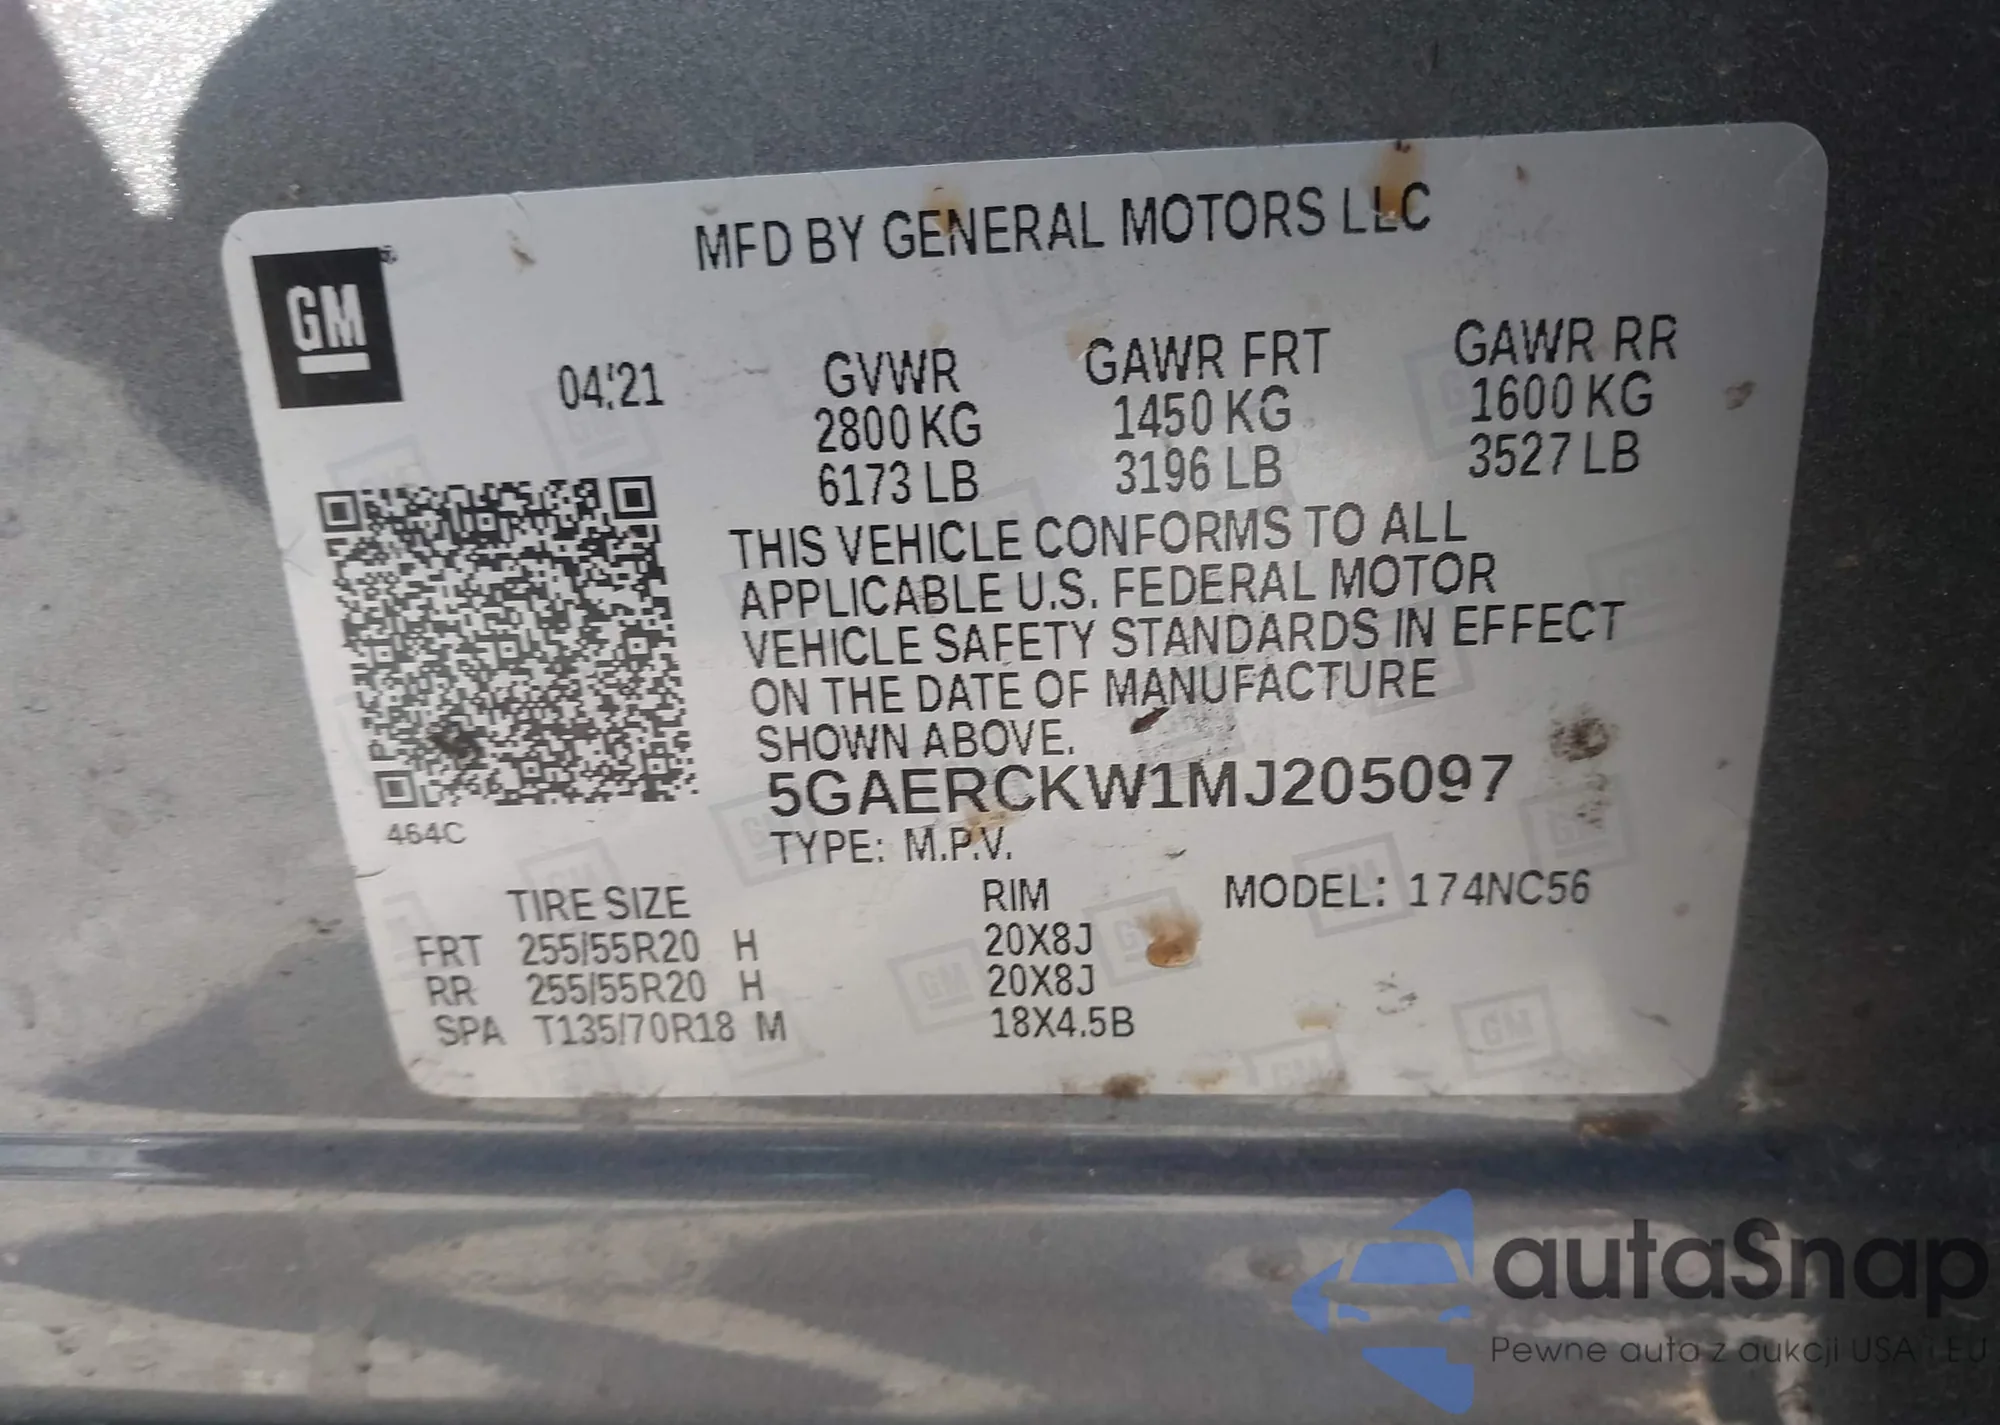 MFD BY GENERAL MOTORS LLC
GM
04/21 GVWR GAWR FRT GAWR RR
2800 KG 1450 KG 1600 KG
6173 LB 3196 LB 3527 LB
THIS VEHICLE CONFORMS TO ALL
APPLICABLE U.S. FEDERAL MOTOR
VEHICLE SAFETY STANDARDS IN EFFECT
ON THE DATE OF MANUFACTURE
SHOWN ABOVE.
5GAERCKW1MJ205097
464C
TYPE: M.P.V.
TIRE SIZE RIM MODEL: 174NC56
FRT 255/55R20 H 20X8J
RR 255/55R20 H 20X8J
SPA T135/70R18 M 18X4.5B
autaSnap
Pewne auta z aukcji USA i EU